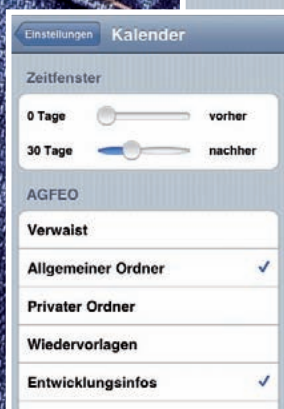 Einstellungen Kalender
Zeitfenster
0 Tage vorher
30 Tage nachher
AGFEO
Verwaist
Allgemeiner Ordner
Privater Ordner
Wiedervorlagen
Entwicklungsinfos